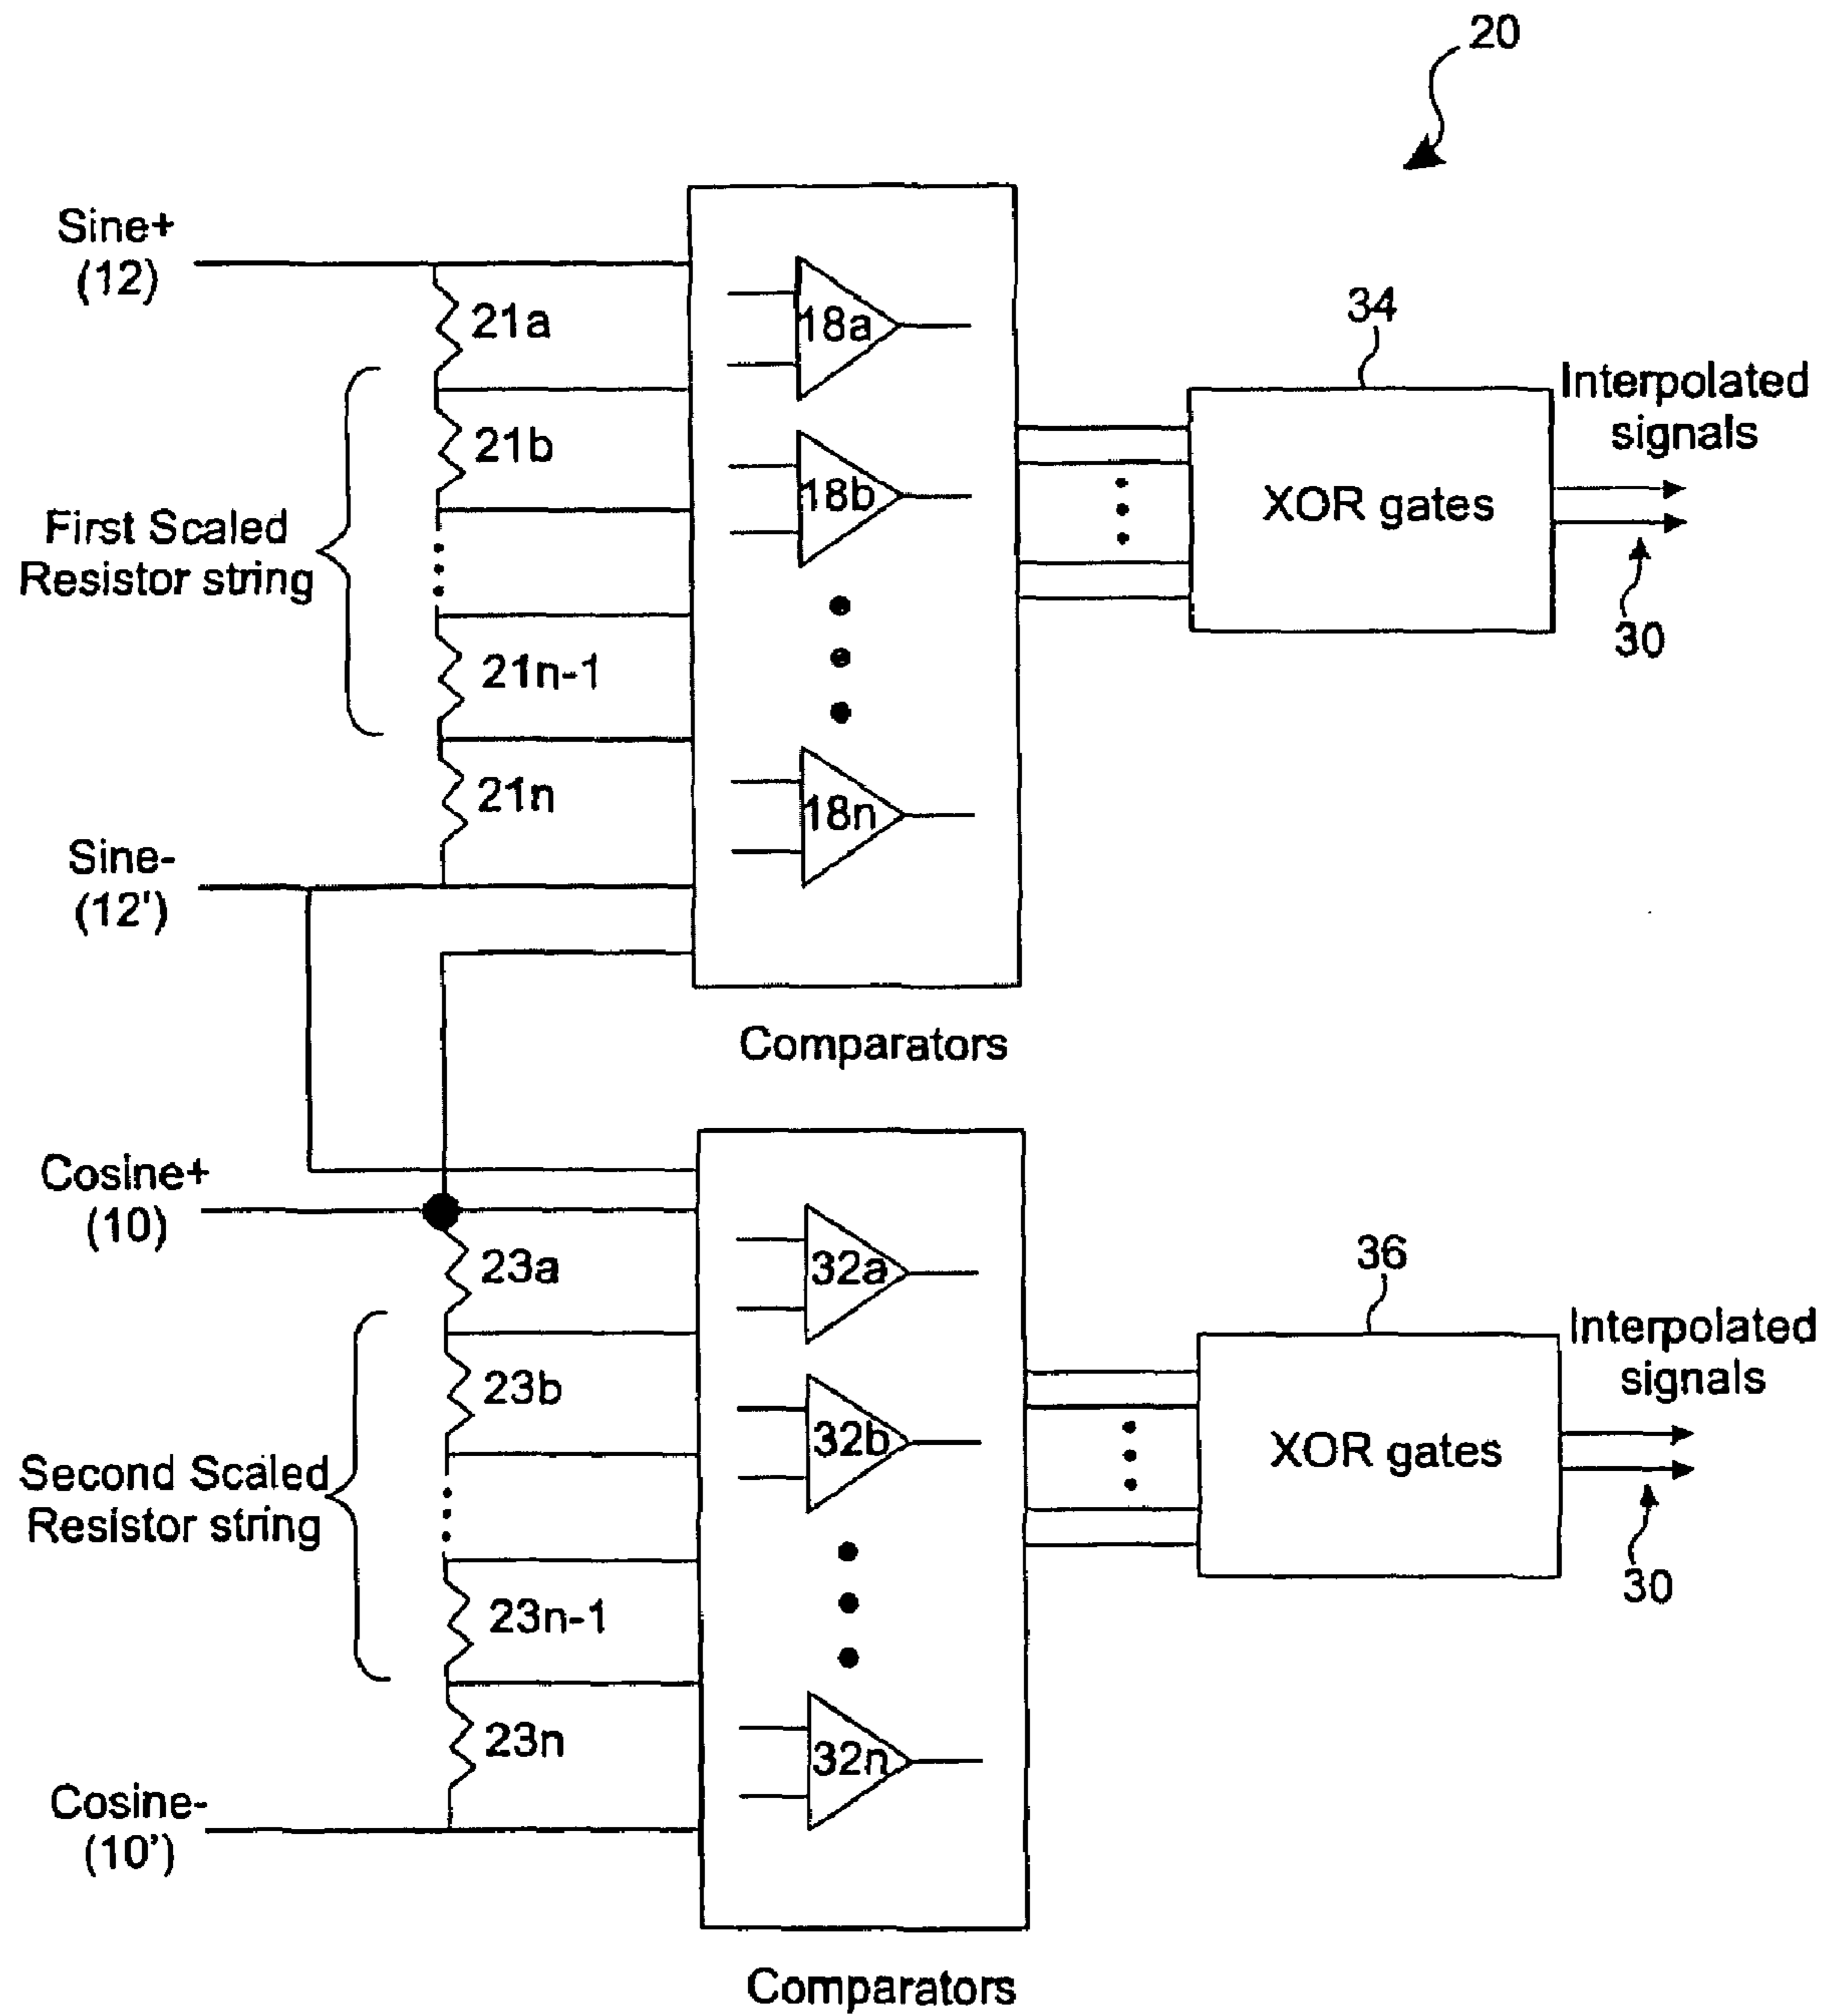 20
Sine+
(12)
21a
18a
34
Interpolated
signals
21b
18b
XOR gates
First Scaled
Resistor string
30
21n-1
21n
18n
Sine-
(12')
Comparators
Cosine+
(10)
23a
32a
36
Interpolated
signals
23b
32b
XOR gates
Second Scaled
Resistor string
30
23n-1
23n
32n
Cosine-
(10')
Comparators